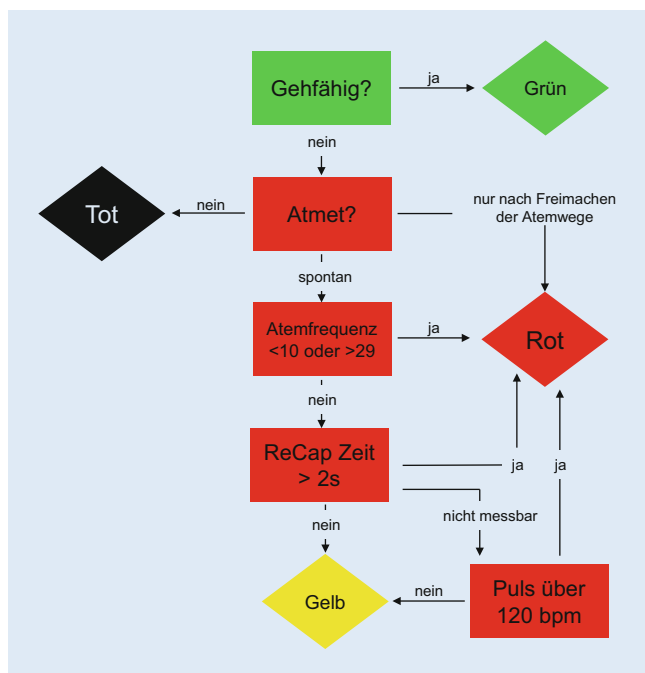 Gehfähig?
ja
Grün
nein
Tot
nein
Atmet?
nur nach Freimachen
der Atemwege
spontan
Atemfrequenz
<10 oder >29
ja
Rot
nein
ReCap Zeit
> 2s
ja
ja
nicht messbar
nein
Gelb
nein
Puls über
120 bpm